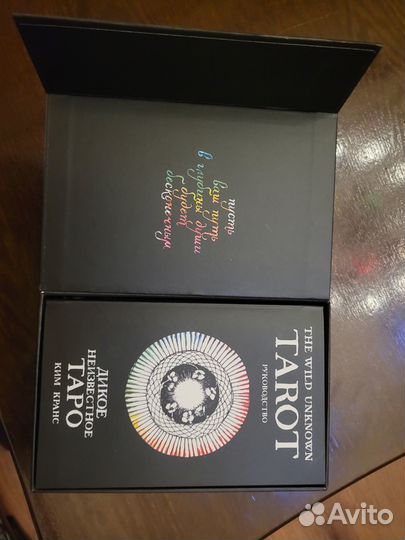 пусть
ваш путь
в глубины души
будет
бесконечным
THE WILD UNKNOWN
TAROT
РУКОВОДСТВО
ДИКОЕ
НЕИЗВЕСТНОЕ
ТАРО
КИМ КРАНС
Avito